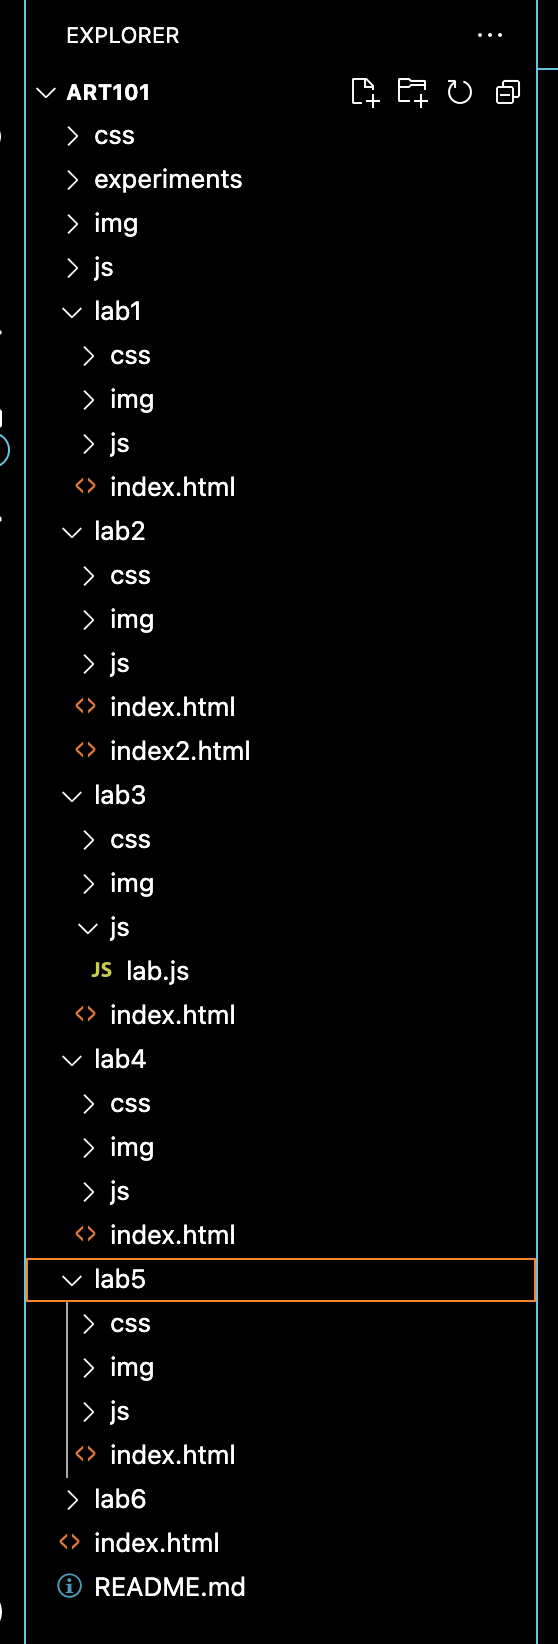 EXPLORER
ART101
css
experiments
img
js
lab1
css
img
js
index.html
lab2
css
img
js
index.html
index2.html
lab3
css
img
js
JS lab.js
index.html
lab4
css
img
js
index.html
lab5
css
img
js
index.html
lab6
index.html
README.md